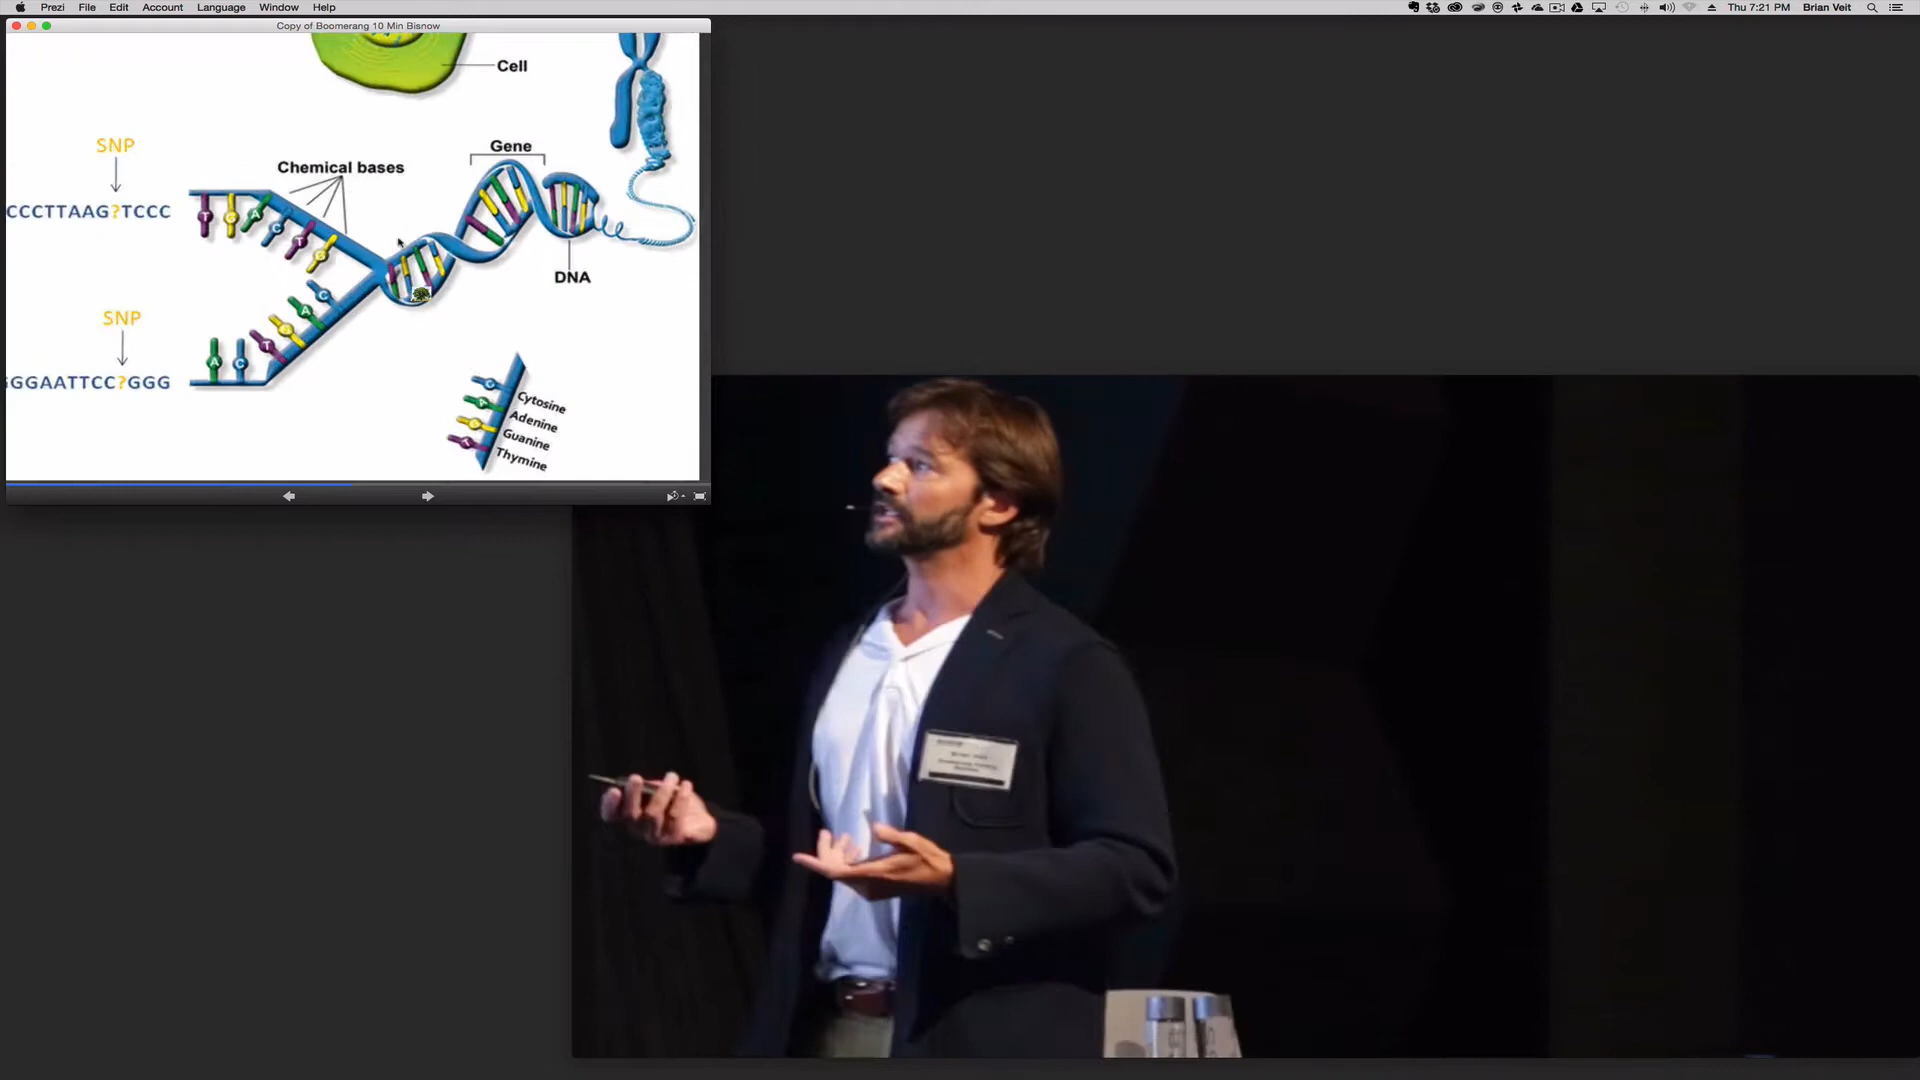 Prezi File Edit Account Language Window Help
Thu 7:21 PM Brian Veit
Copy of Boomerang 10 Min Bisnow
Cell
SNP
Chemical bases
Gene
CCCTTAAG?TCCC
T G A C T G
DNA
SNP
C A G T C A
GGAATTCC?GGG
C Cytosine
A Adenine
G Guanine
T Thymine